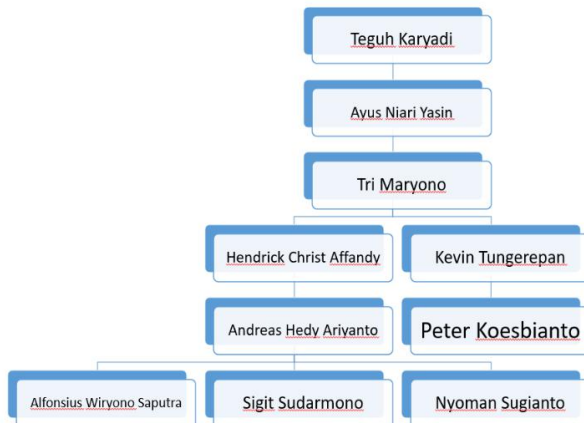 Teguh Karyadi
Ayus Niari Yasin
Tri Maryono
Hendrick Christ Affandy
Kevin Tungerepan
Andreas Hedy Ariyanto
Peter Koesbianto
Alfonsius Wiryono Saputra
Sigit Sudarmono
Nyoman Sugianto